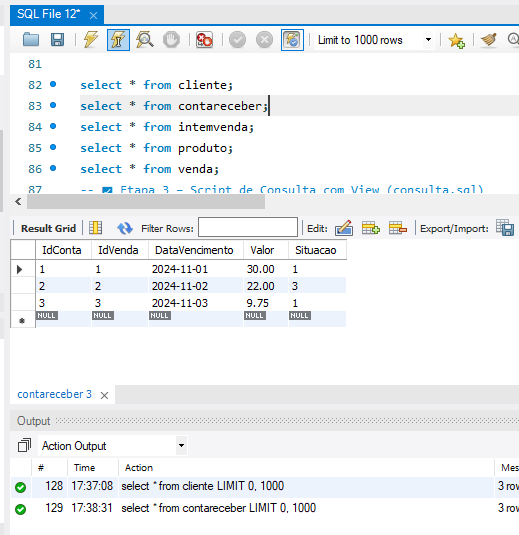 SQL File 12*
Limit to 1000 rows
81
82 select * from cliente;
83 select * from contareceber;
84 select * from intemvenda;
85 select * from produto;
86 select * from venda;
87 -- ✅ Etapa 3 – Script de Consulta com View (consulta.sql)
Result Grid Filter Rows: Edit: Export/Import:
IdConta IdVenda DataVencimento Valor Situacao
1 1 2024-11-01 30.00 1
2 2 2024-11-02 22.00 3
3 3 2024-11-03 9.75 1
NULL NULL NULL NULL NULL
contareceber 3
Output
Action Output
# Time Action Mes
128 17:37:08 select * from cliente LIMIT 0, 1000 3 row
129 17:38:31 select * from contareceber LIMIT 0, 1000 3 row